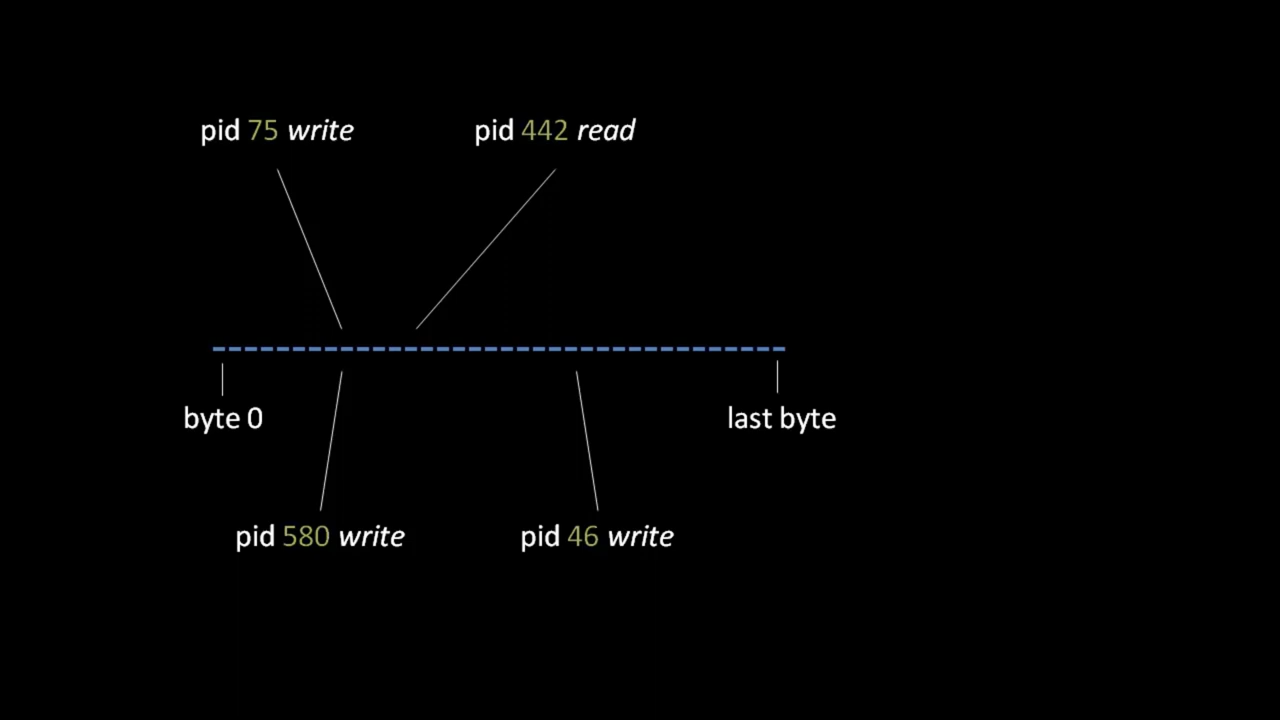 pid 75 write
pid 442 read
byte 0
last byte
pid 580 write
pid 46 write